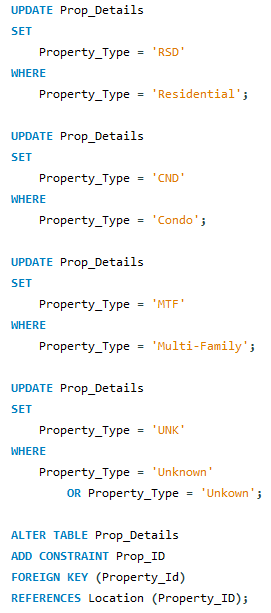 UPDATE Prop_Details
SET
Property_Type = 'RSD'
WHERE
Property_Type = 'Residential';
UPDATE Prop_Details
SET
Property_Type = 'CND'
WHERE
Property_Type = 'Condo';
UPDATE Prop_Details
SET
Property_Type = 'MTF'
WHERE
Property_Type = 'Multi-Family';
UPDATE Prop_Details
SET
Property_Type = 'UNK'
WHERE
Property_Type = 'Unknown'
OR Property_Type = 'Unkown';
ALTER TABLE Prop_Details
ADD CONSTRAINT Prop_ID
FOREIGN KEY (Property_Id)
REFERENCES Location (Property_ID);